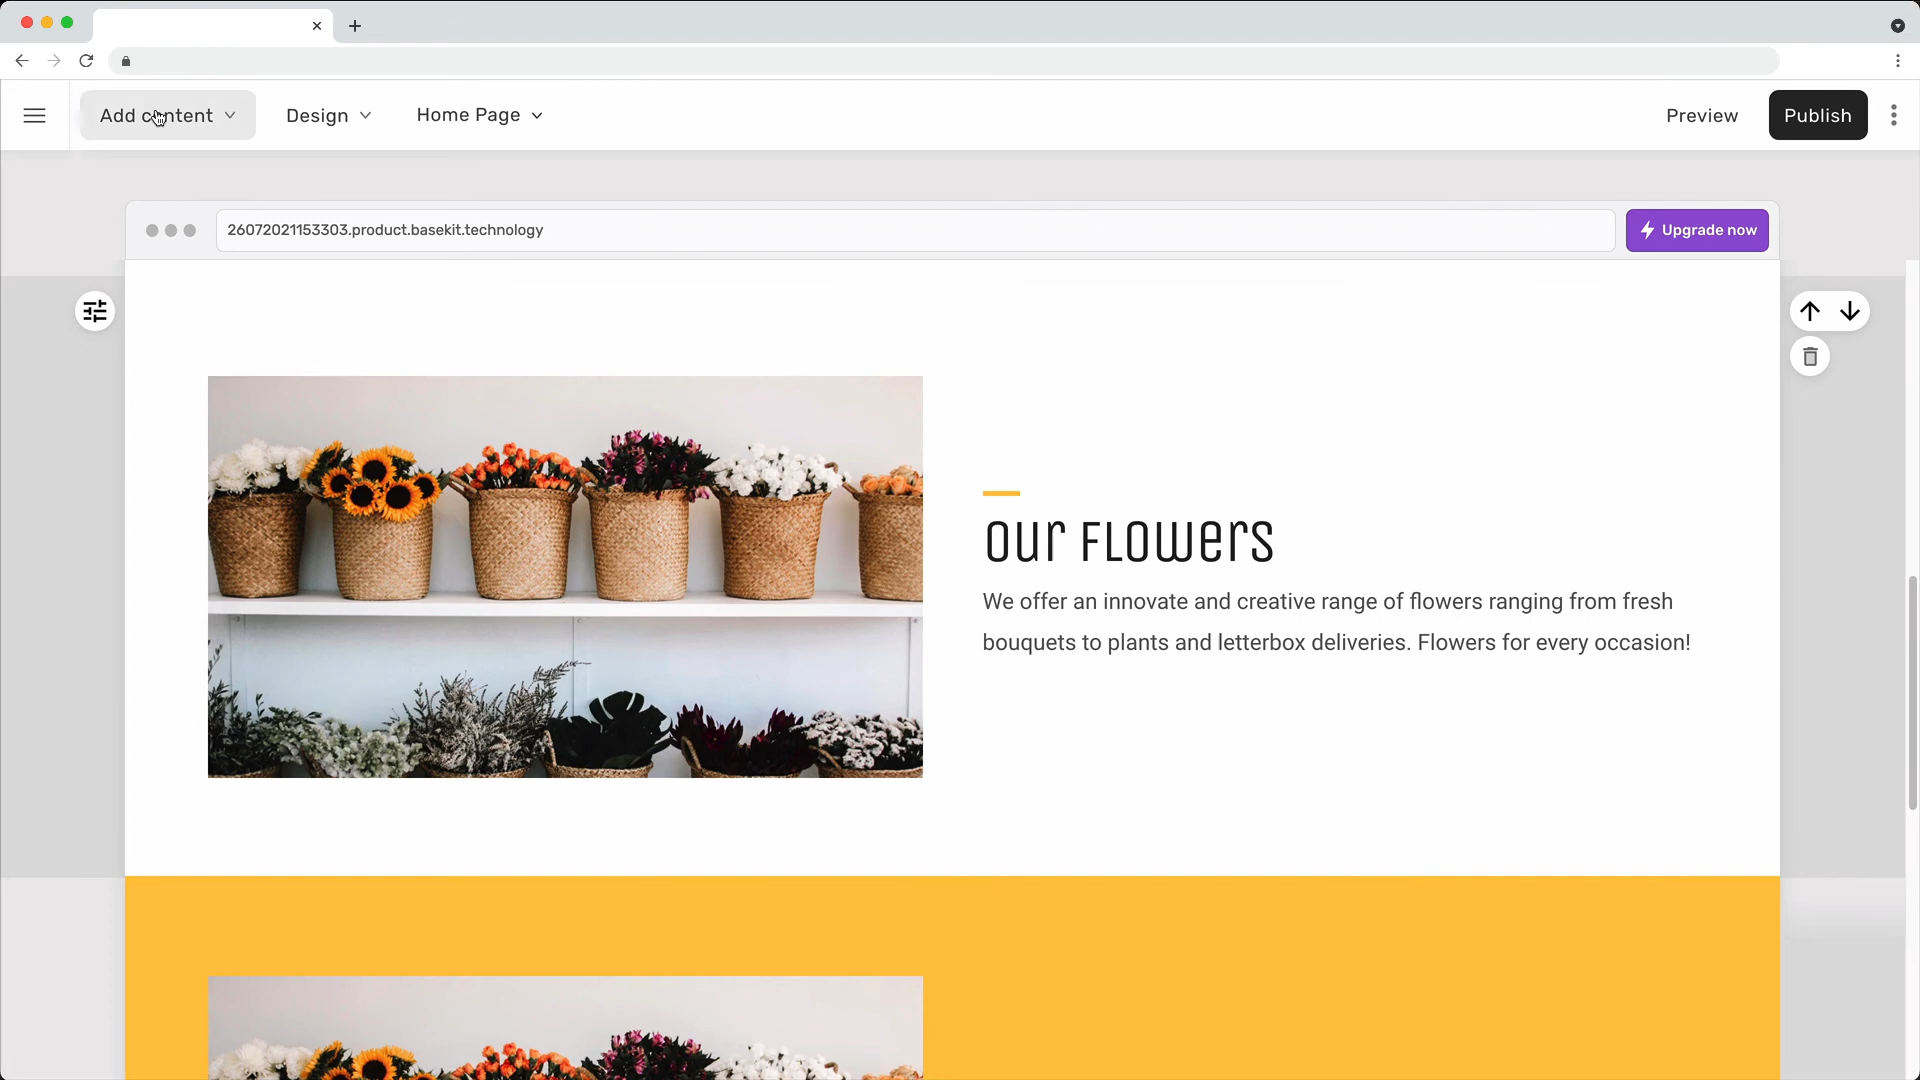 Add content
Design
Home Page
Preview
Publish
26072021153303.product.basekit.technology
Upgrade now
our Flowers
We offer an innovate and creative range of flowers ranging from fresh
bouquets to plants and letterbox deliveries. Flowers for every occasion!